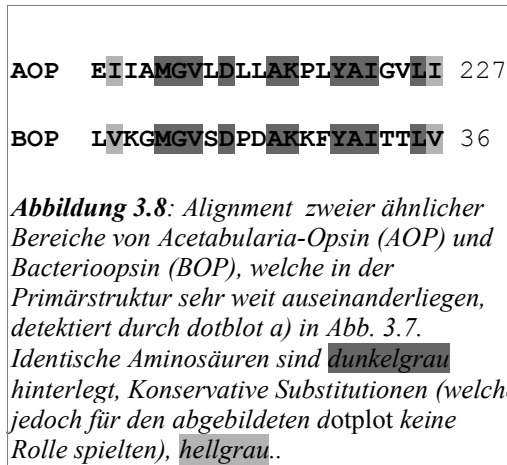 AOP EIIAMGVLDLLAKPLYAIGVLI 227
BOP LVKGMGVSDPDAKKFYAITTLV 36
Abbildung 3.8: Alignment zweier ähnlicher
Bereiche von Acetabularia-Opsin (AOP) und
Bacterioopsin (BOP), welche in der
Primärstruktur sehr weit auseinanderliegen,
detektiert durch dotblot a) in Abb. 3.7.
Identische Aminosäuren sind dunkelgrau
hinterlegt, Konservative Substitutionen (welche
jedoch für den abgebildeten dotplot keine
Rolle spielten), hellgrau..